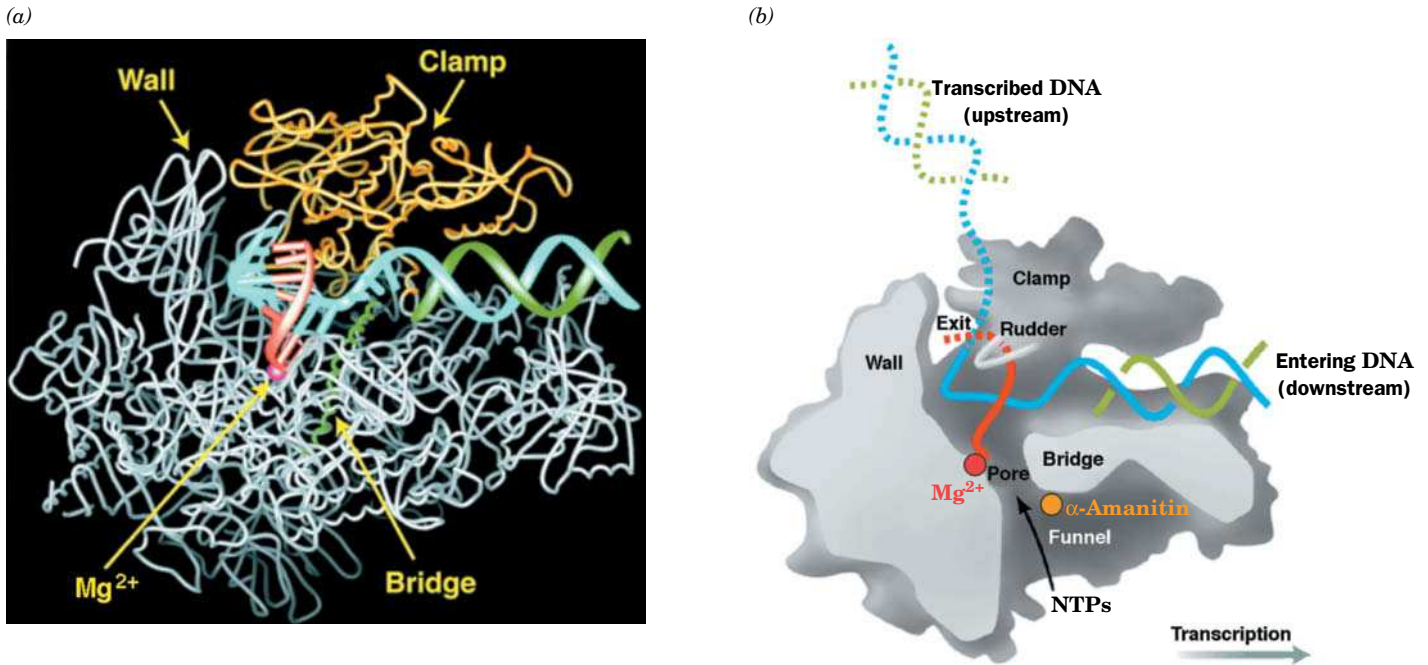 (a)
Wall
Clamp
Mg2+
Bridge
(b)
Transcribed DNA
(upstream)
Clamp
Exit
Rudder
Wall
Entering DNA
(downstream)
Bridge
Pore
Mg2+
α-Amanitin
Funnel
NTPs
Transcription